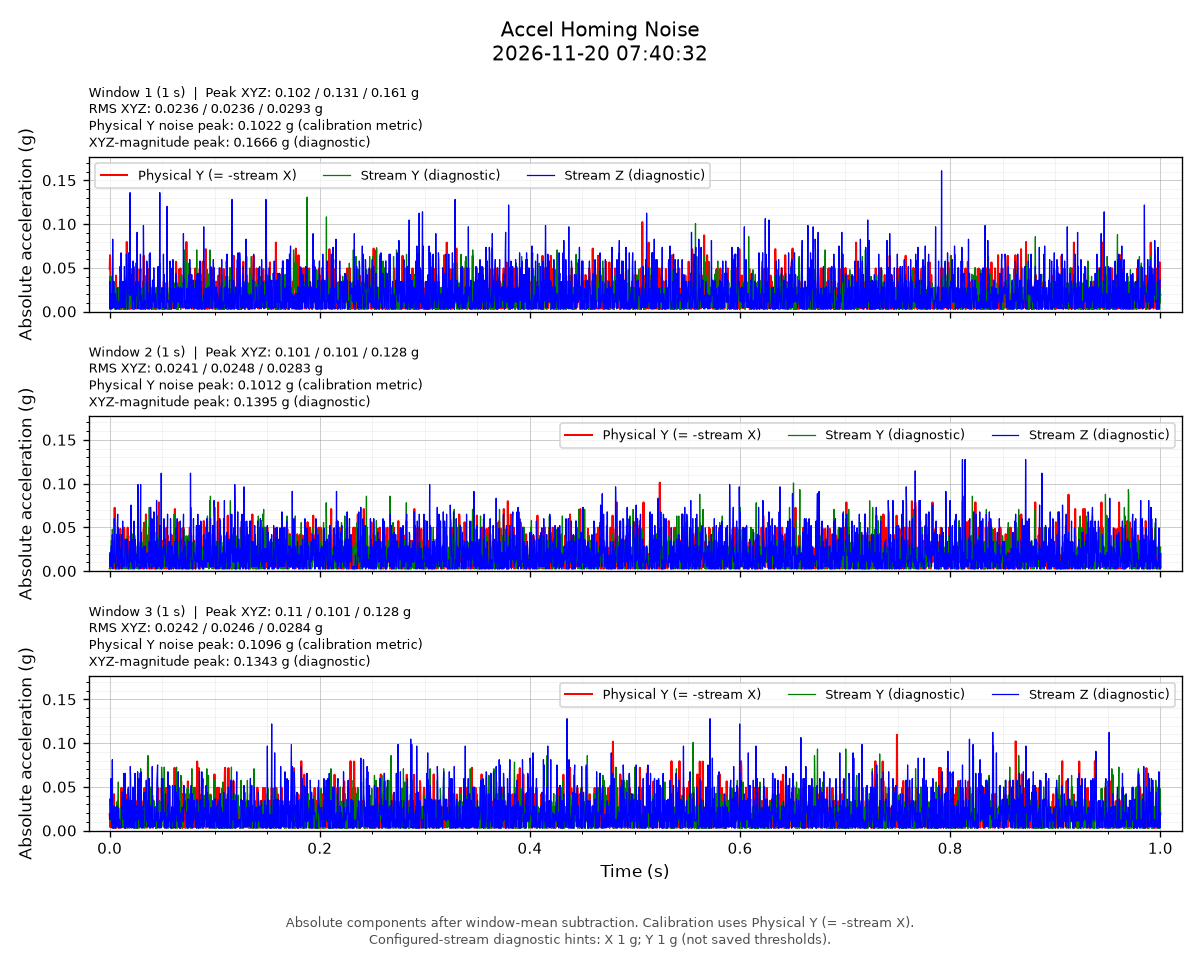 Accel Homing Noise
2026-11-20 07:40:32
Window 1 (1 s)  |  Peak XYZ: 0.102 / 0.131 / 0.161 g
RMS XYZ: 0.0236 / 0.0236 / 0.0293 g
Physical Y noise peak: 0.1022 g (calibration metric)
XYZ-magnitude peak: 0.1666 g (diagnostic)
Absolute acceleration (g)
Physical Y (= -stream X)
Stream Y (diagnostic)
Stream Z (diagnostic)
0.15
0.10
0.05
0.00
Window 2 (1 s)  |  Peak XYZ: 0.101 / 0.101 / 0.128 g
RMS XYZ: 0.0241 / 0.0248 / 0.0283 g
Physical Y noise peak: 0.1012 g (calibration metric)
XYZ-magnitude peak: 0.1395 g (diagnostic)
Absolute acceleration (g)
Physical Y (= -stream X)
Stream Y (diagnostic)
Stream Z (diagnostic)
0.15
0.10
0.05
0.00
Window 3 (1 s)  |  Peak XYZ: 0.11 / 0.101 / 0.128 g
RMS XYZ: 0.0242 / 0.0246 / 0.0284 g
Physical Y noise peak: 0.1096 g (calibration metric)
XYZ-magnitude peak: 0.1343 g (diagnostic)
Absolute acceleration (g)
Physical Y (= -stream X)
Stream Y (diagnostic)
Stream Z (diagnostic)
0.15
0.10
0.05
0.00
0.0 0.2 0.4 0.6 0.8 1.0
Time (s)
Absolute components after window-mean subtraction. Calibration uses Physical Y (= -stream X).
Configured-stream diagnostic hints: X 1 g; Y 1 g (not saved thresholds).